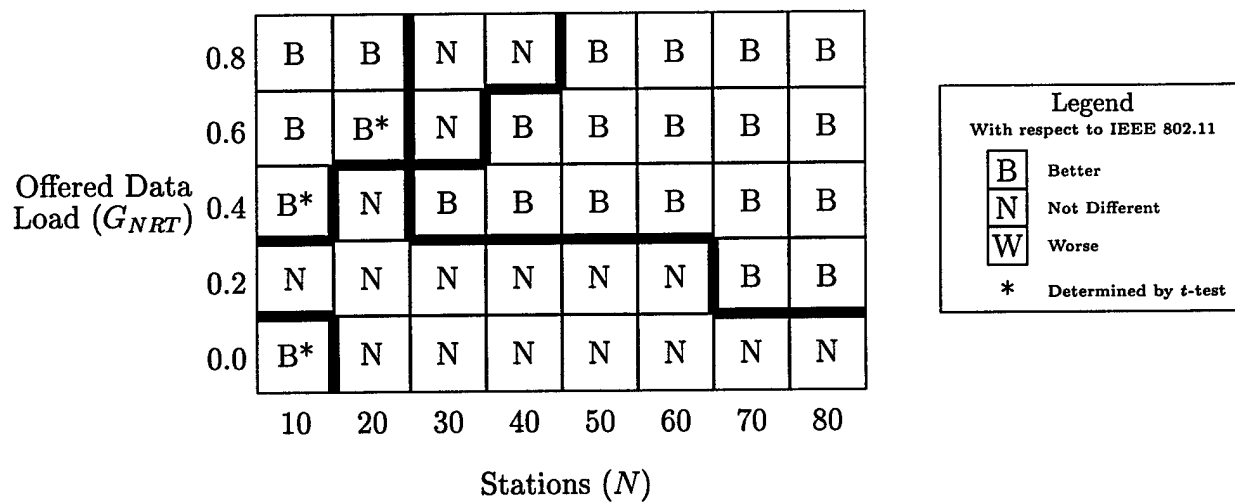 0.8 B B N N B B B B
0.6 B B* N B B B B B
Offered Data
Load (G_NRT)
0.4 B* N B B B B B B
0.2 N N N N N N B B
0.0 B* N N N N N N N
10 20 30 40 50 60 70 80
Stations (N)
Legend
With respect to IEEE 802.11
B Better
N Not Different
W Worse
* Determined by t-test